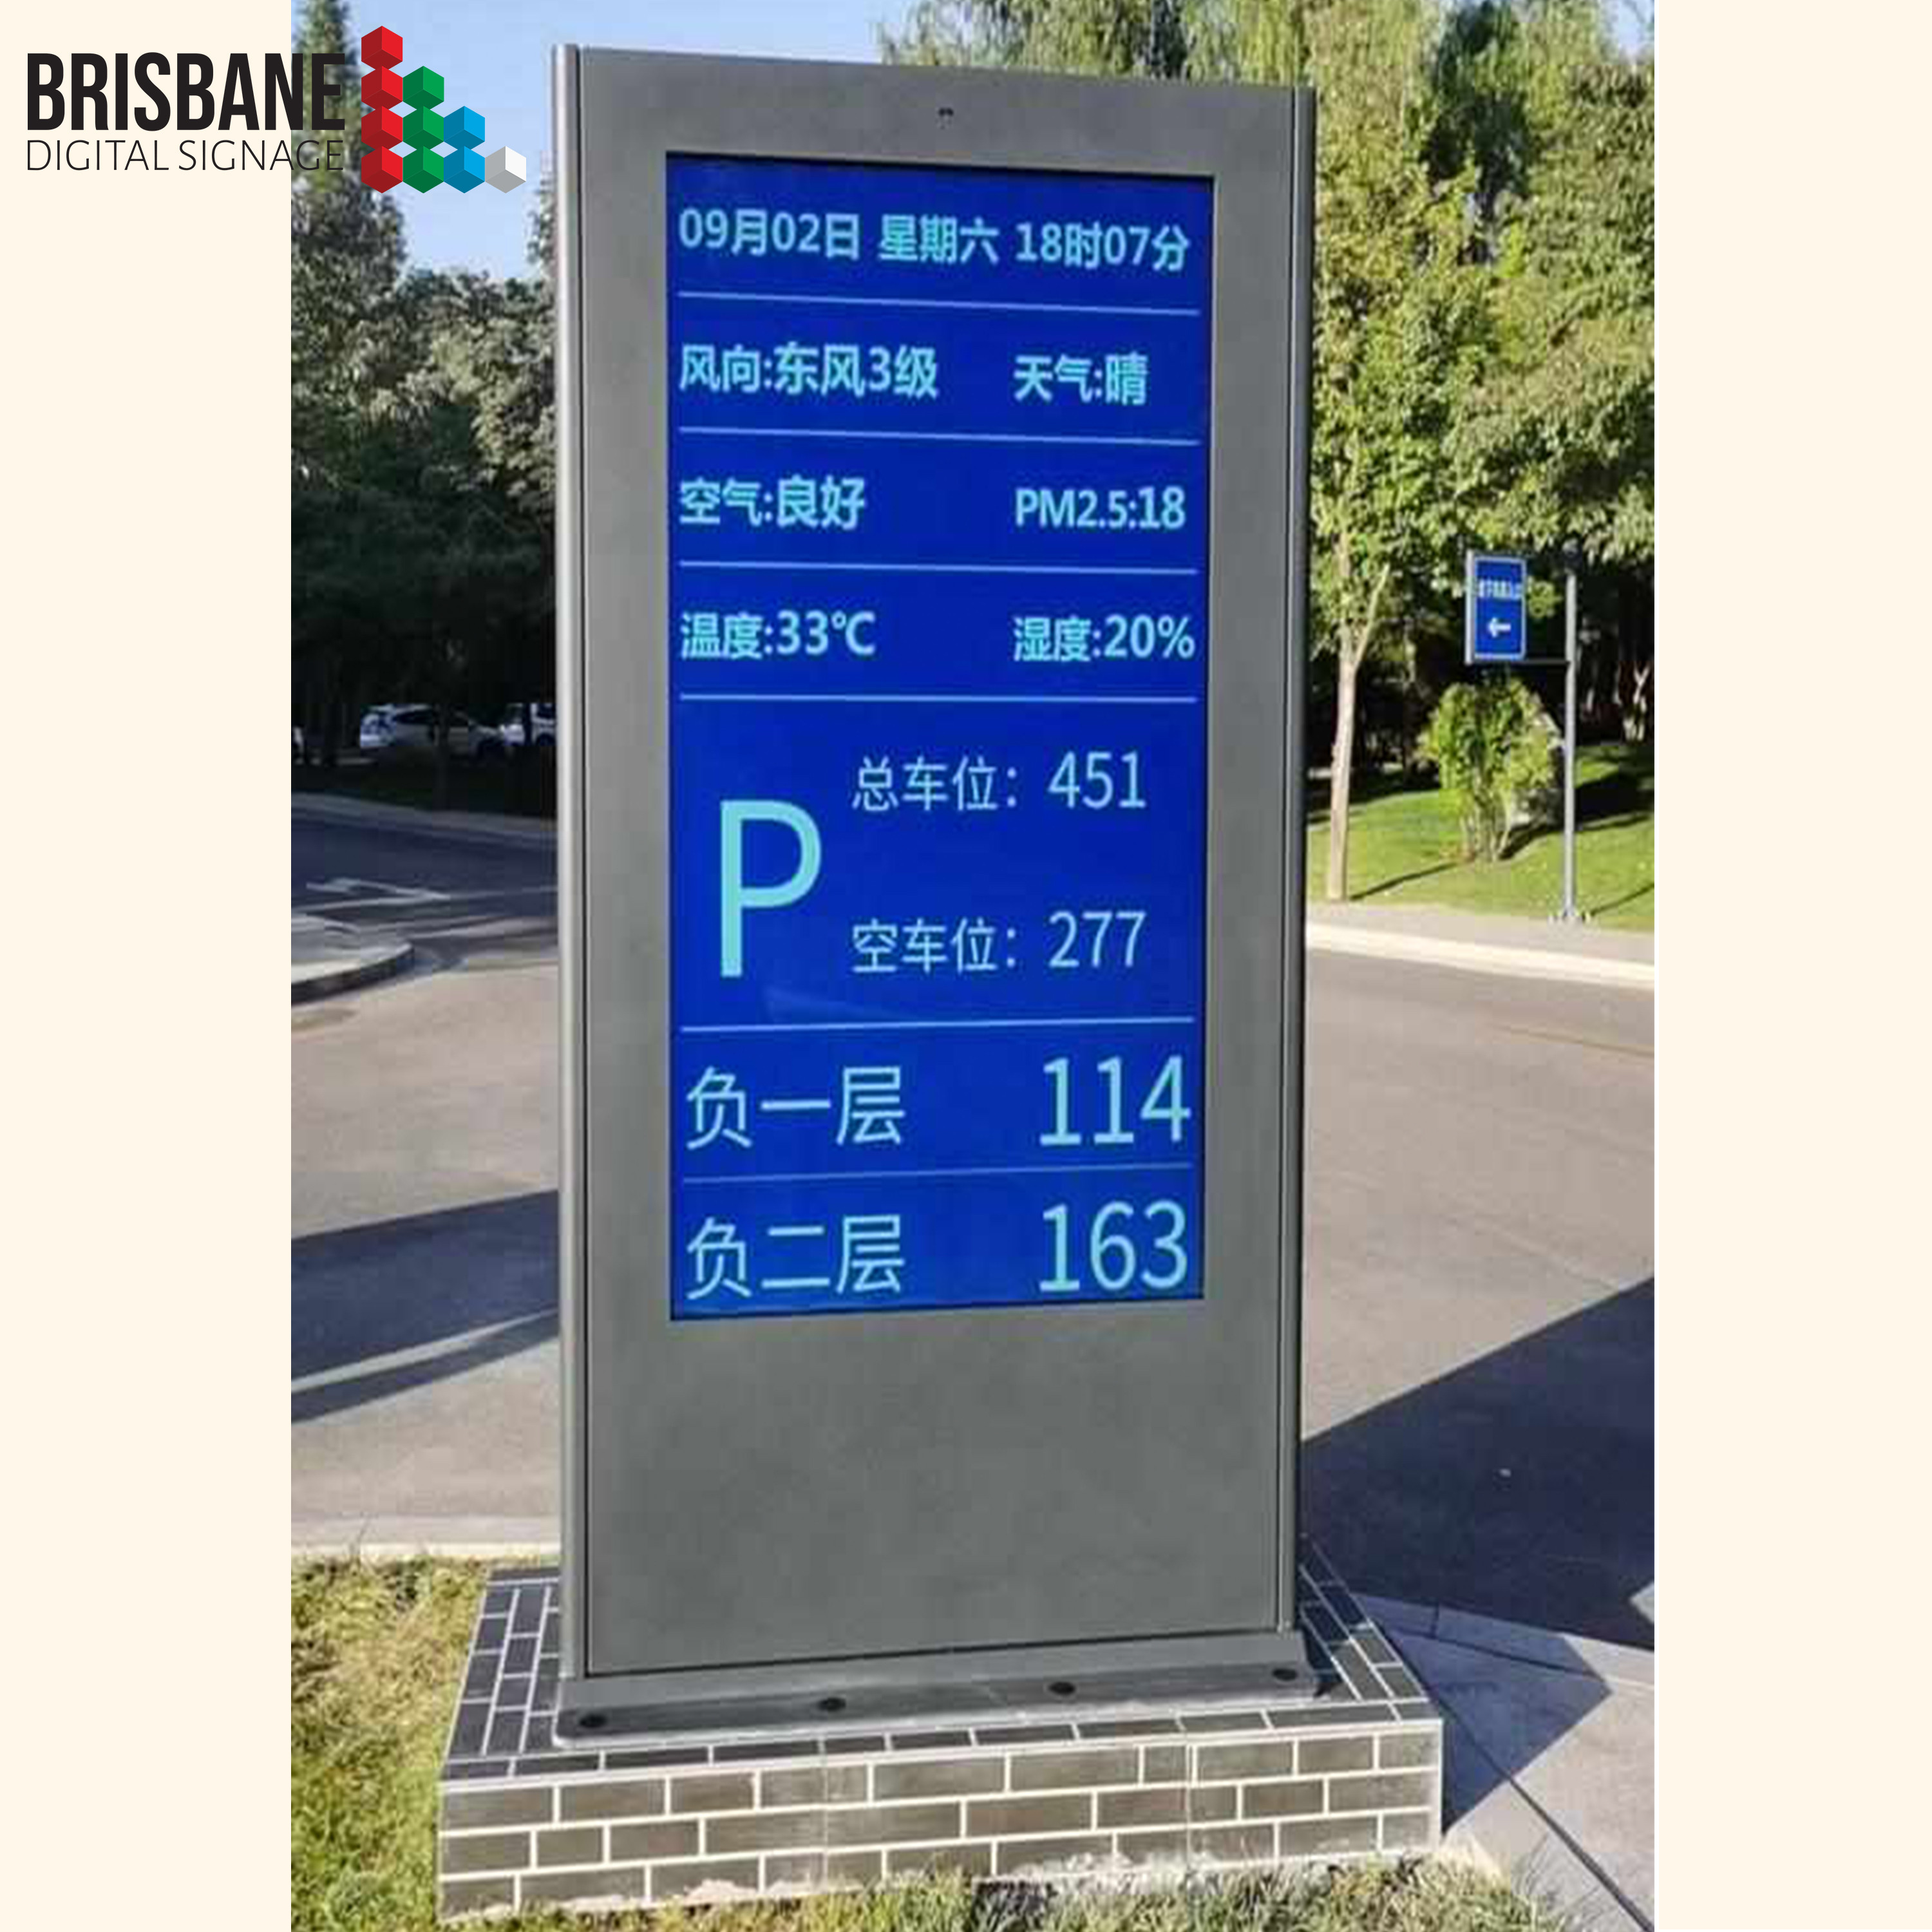 BRISBANE
DIGITAL SIGNAGE
09月02日 星期六 18时07分
风向:东风3级 天气:晴
空气:良好 PM2.5:18
温度:33℃ 湿度:20%
P
总车位: 451
空车位: 277
负一层 114
负二层 163